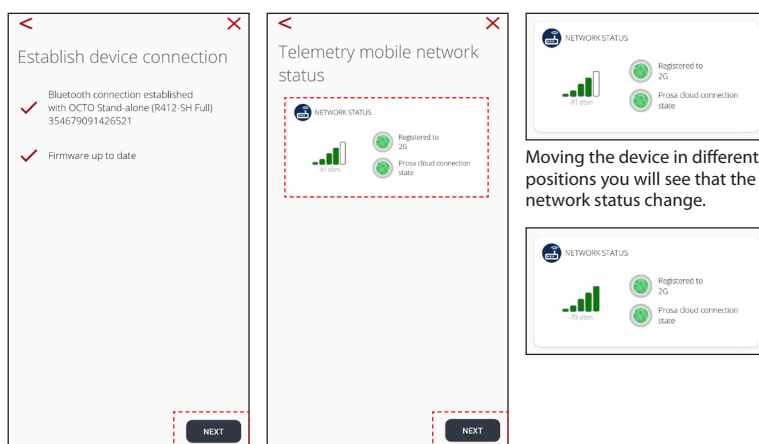 <
X
Establish device connection
Bluetooth connection established
with OCTO Stand-alone (R412-SH Full)
354679091426521
Firmware up to date
NEXT
<
X
Telemetry mobile network
status
NETWORK STATUS
-81 dbm
Registered to
2G
Prosa cloud connection
state
NEXT
NETWORK STATUS
-81 dbm
Registered to
2G
Prosa cloud connection
state
Moving the device in different
positions you will see that the
network status change.
NETWORK STATUS
-73 dbm
Registered to
2G
Prosa cloud connection
state